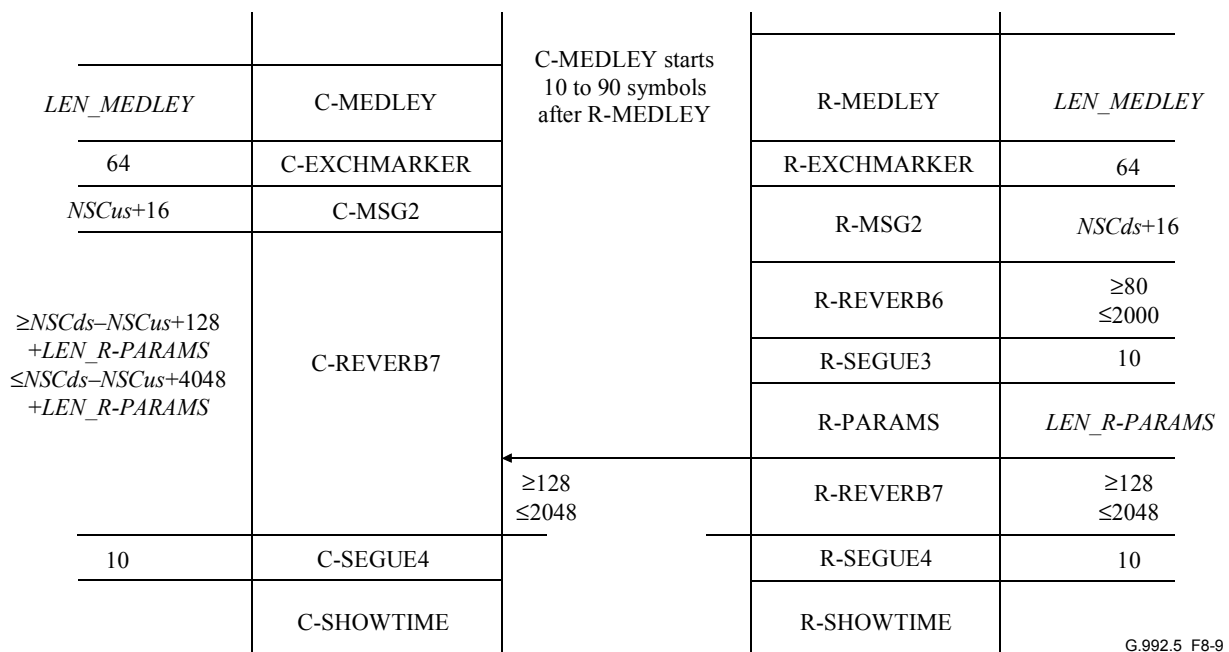 C-MEDLEY starts
10 to 90 symbols
after R-MEDLEY
LEN_MEDLEY
C-MEDLEY
R-MEDLEY
LEN_MEDLEY
64
C-EXCHMARKER
R-EXCHMARKER
64
NSCus+16
C-MSG2
R-MSG2
NSCds+16
≥NSCds–NSCus+128
+LEN_R-PARAMS
≤NSCds–NSCus+4048
+LEN_R-PARAMS
C-REVERB7
R-REVERB6
≥80
≤2000
R-SEGUE3
10
R-PARAMS
LEN_R-PARAMS
≥128
≤2048
R-REVERB7
≥128
≤2048
10
C-SEGUE4
R-SEGUE4
10
C-SHOWTIME
R-SHOWTIME
G.992.5_F8-9